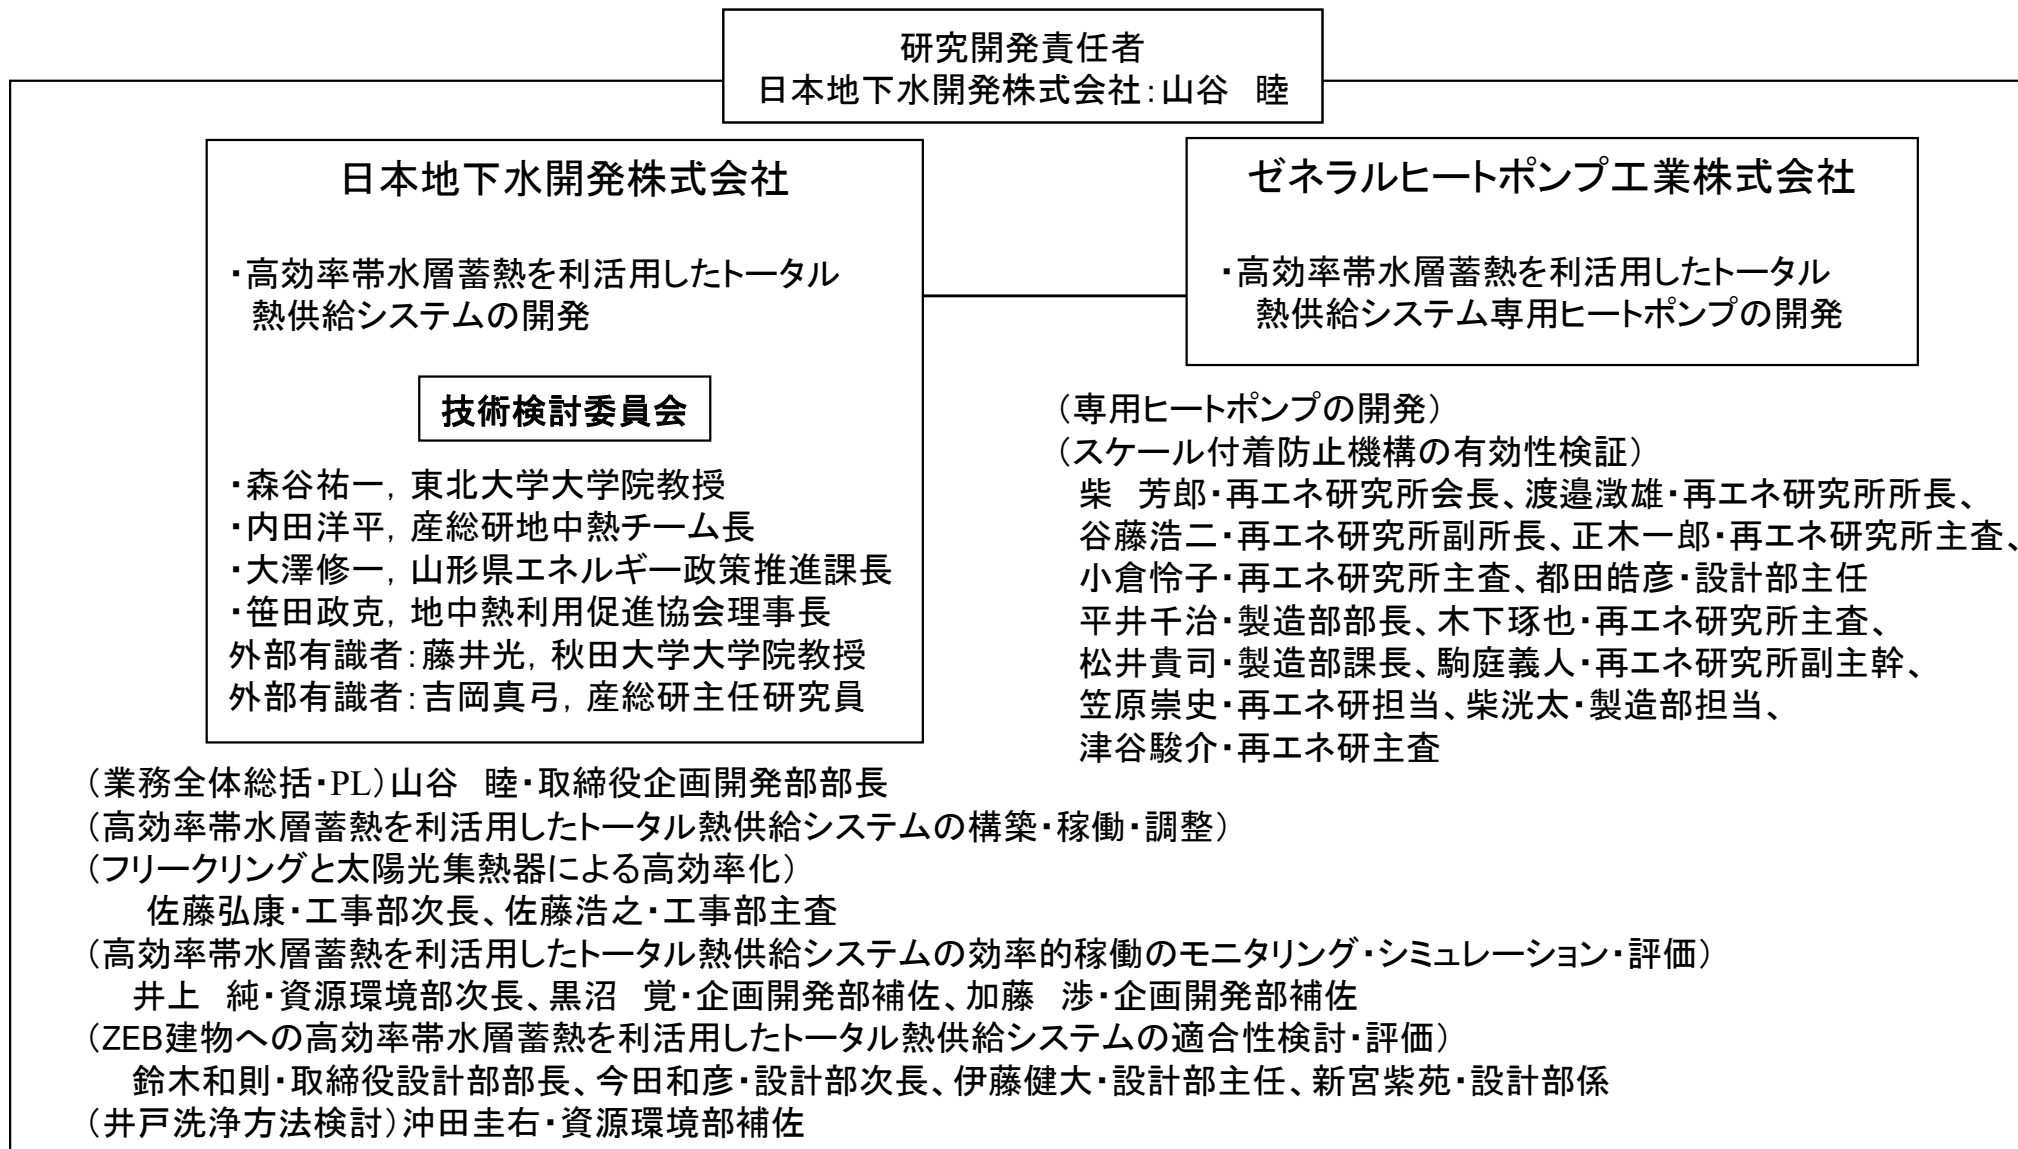 研究開発責任者
日本地下水開発株式会社：山谷　睦
日本地下水開発株式会社
・高効率帯水層蓄熱を利活用したトータル
熱供給システムの開発
技術検討委員会
・森谷祐一，東北大学大学院教授
・内田洋平，産総研地中熱チーム長
・大澤修一，山形県エネルギー政策推進課長
・笹田政克，地中熱利用促進協会理事長
外部有識者：藤井光，秋田大学大学院教授
外部有識者：吉岡真弓，産総研主任研究員
ゼネラルヒートポンプ工業株式会社
・高効率帯水層蓄熱を利活用したトータル
熱供給システム専用ヒートポンプの開発
（専用ヒートポンプの開発）
（スケール付着防止機構の有効性検証）
柴　芳郎・再エネ研究所会長、渡邉澂雄・再エネ研究所所長、
谷藤浩二・再エネ研究所副所長、正木一郎・再エネ研究所主査、
小倉怜子・再エネ研究所主査、都田皓彦・設計部主任
平井千治・製造部部長、木下琢也・再エネ研究所主査、
松井貴司・製造部課長、駒庭義人・再エネ研究所副主幹、
笠原崇史・再エネ研担当、柴洸太・製造部担当、
津谷駿介・再エネ研主査
（業務全体総括・PL）山谷　睦・取締役企画開発部部長
（高効率帯水層蓄熱を利活用したトータル熱供給システムの構築・稼働・調整）
（フリークリングと太陽光集熱器による高効率化）
佐藤弘康・工事部次長、佐藤浩之・工事部主査
（高効率帯水層蓄熱を利活用したトータル熱供給システムの効率的稼働のモニタリング・シミュレーション・評価）
井上　純・資源環境部次長、黒沼　覚・企画開発部補佐、加藤　渉・企画開発部補佐
（ZEB建物への高効率帯水層蓄熱を利活用したトータル熱供給システムの適合性検討・評価）
鈴木和則・取締役設計部部長、今田和彦・設計部次長、伊藤健大・設計部主任、新宮紫苑・設計部係
（井戸洗浄方法検討）沖田圭右・資源環境部補佐